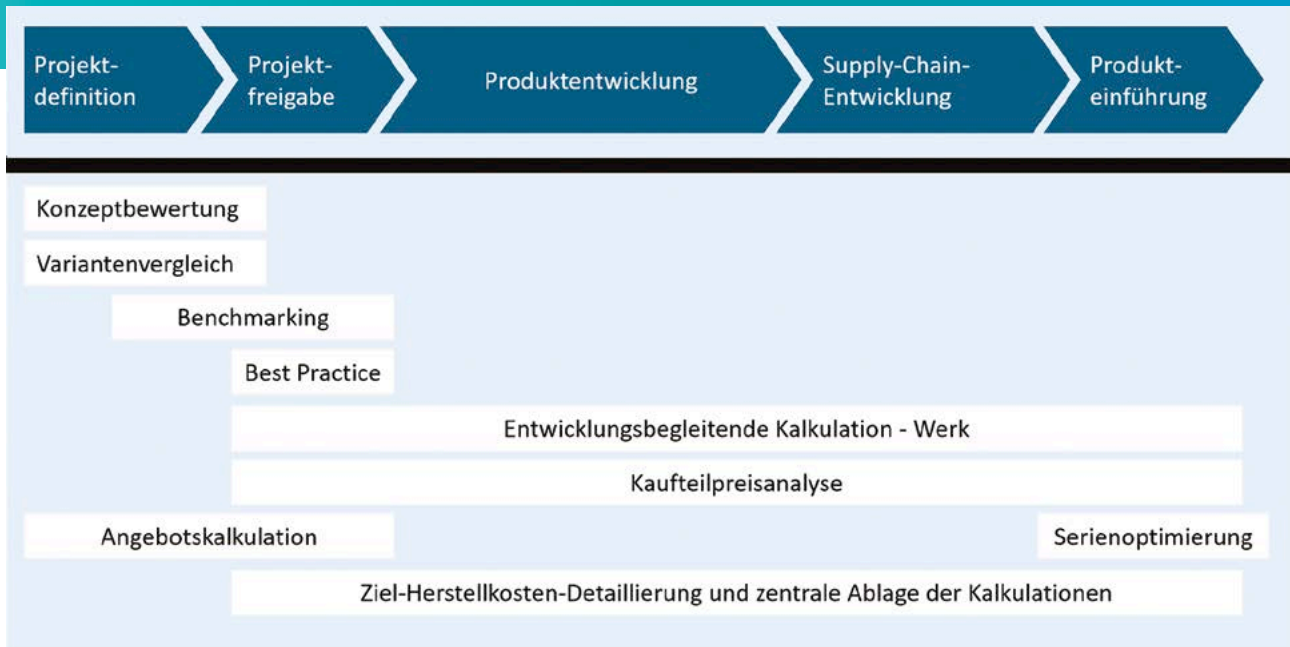 Projekt-
definition
Projekt-
freigabe
Produktentwicklung
Supply-Chain-
Entwicklung
Produkt-
einführung
Konzeptbewertung
Variantenvergleich
Benchmarking
Best Practice
Entwicklungsbegleitende Kalkulation - Werk
Kaufteilpreisanalyse
Angebotskalkulation
Serienoptimierung
Ziel-Herstellkosten-Detaillierung und zentrale Ablage der Kalkulationen